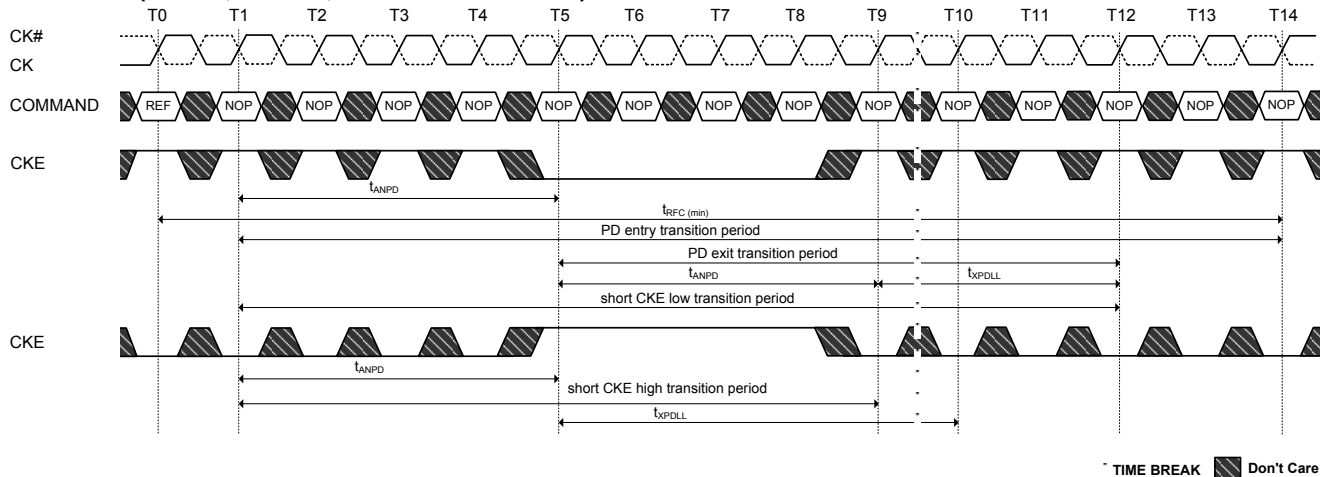 T0 T1 T2 T3 T4 T5 T6 T7 T8 T9 T10 T11 T12 T13 T14
CK#
CK
COMMAND REF NOP NOP NOP NOP NOP NOP NOP NOP NOP NOP NOP NOP NOP NOP
CKE
tANPD
tRFC (min)
PD entry transition period
PD exit transition period
tANPD tXPDLL
short CKE low transition period
CKE
tANPD
short CKE high transition period
tXPDLL
TIME BREAK Don't Care